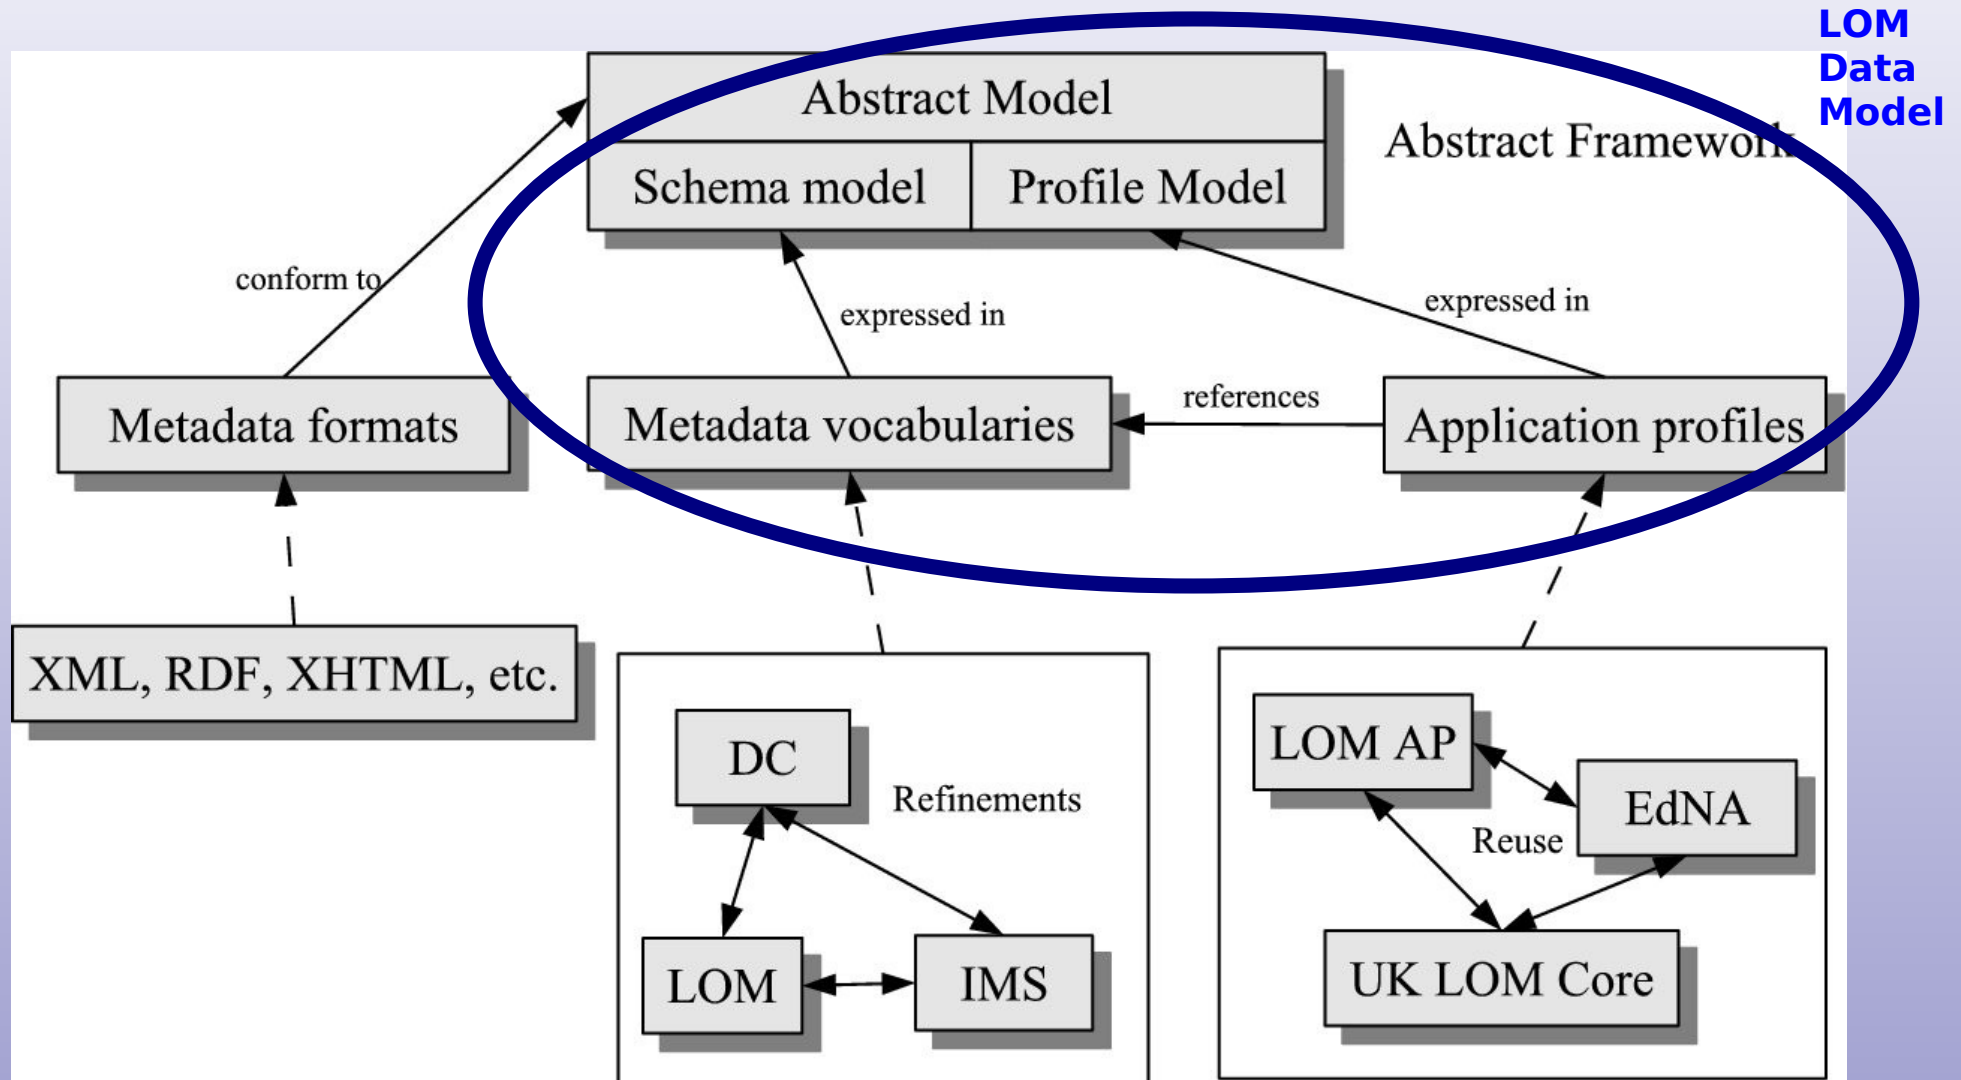 LOM
Data
Model
Abstract Model
Abstract Framework
Schema model
Profile Model
conform to
expressed in
expressed in
Metadata formats
Metadata vocabularies
references
Application profiles
XML, RDF, XHTML, etc.
DC
Refinements
LOM
IMS
LOM AP
EdNA
Reuse
UK LOM Core